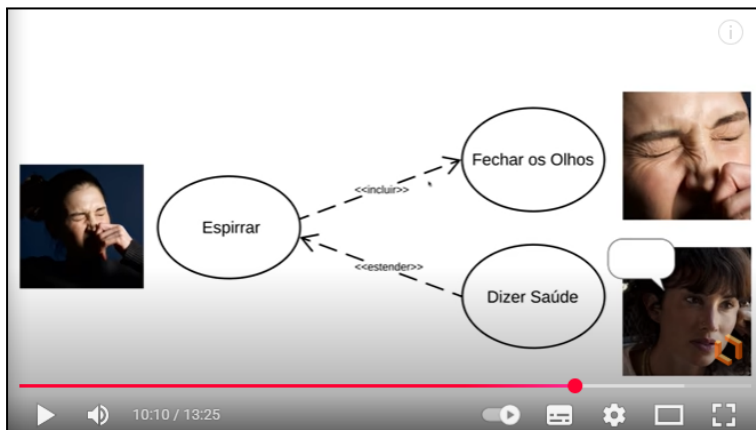 Fechar os Olhos
<<incluir>>
Espirrar
<<estender>>
Dizer Saúde
10:10 / 13:25